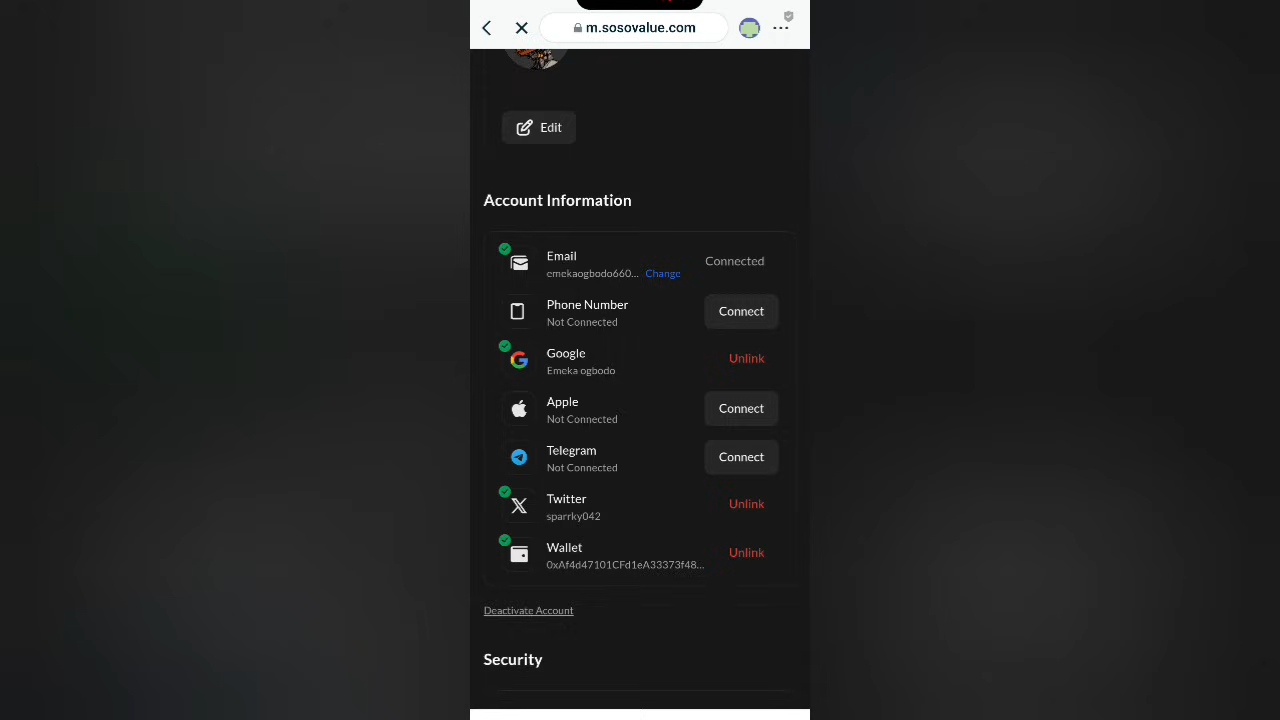 m.sosovalue.com
Edit
Account Information
Email
emekaogbodo660... Change
Connected
Phone Number
Not Connected
Connect
Google
Emeka ogbodo
Unlink
Apple
Not Connected
Connect
Telegram
Not Connected
Connect
Twitter
sparrky042
Unlink
Wallet
0xAf4d47101CFd1eA33373f48...
Unlink
Deactivate Account
Security